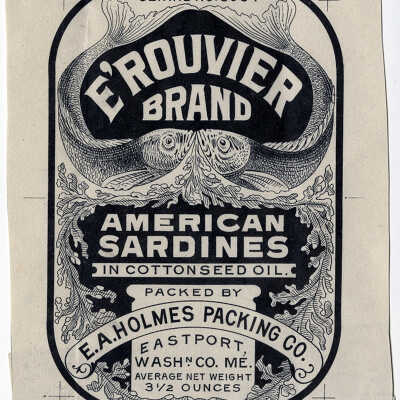 E'ROUVIER
BRAND
AMERICAN
SARDINES
IN COTTONSEED OIL.
PACKED BY
E.A. HOLMES PACKING CO.
EASTPORT,
WASHN. CO. ME.
AVERAGE NET WEIGHT
3½ OUNCES